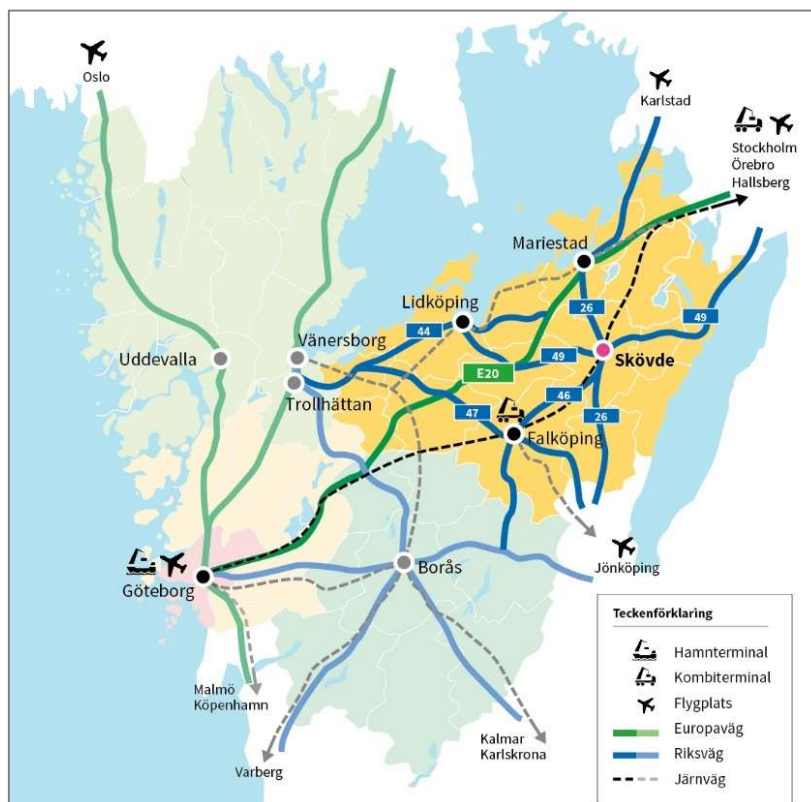 Oslo
Karlstad
Stockholm
Örebro
Hallsberg
Mariestad
Lidköping
26
49
44
Vänersborg
Uddevalla
49
Skövde
E20
Trollhättan
46
47
26
Falköping
Jönköping
Borås
Göteborg
Malmö
Köpenhamn
Kalmar
Karlskrona
Varberg
Teckenförklaring
Hamnterminal
Kombiterminal
Flygplats
Europaväg
Riksväg
Järnväg